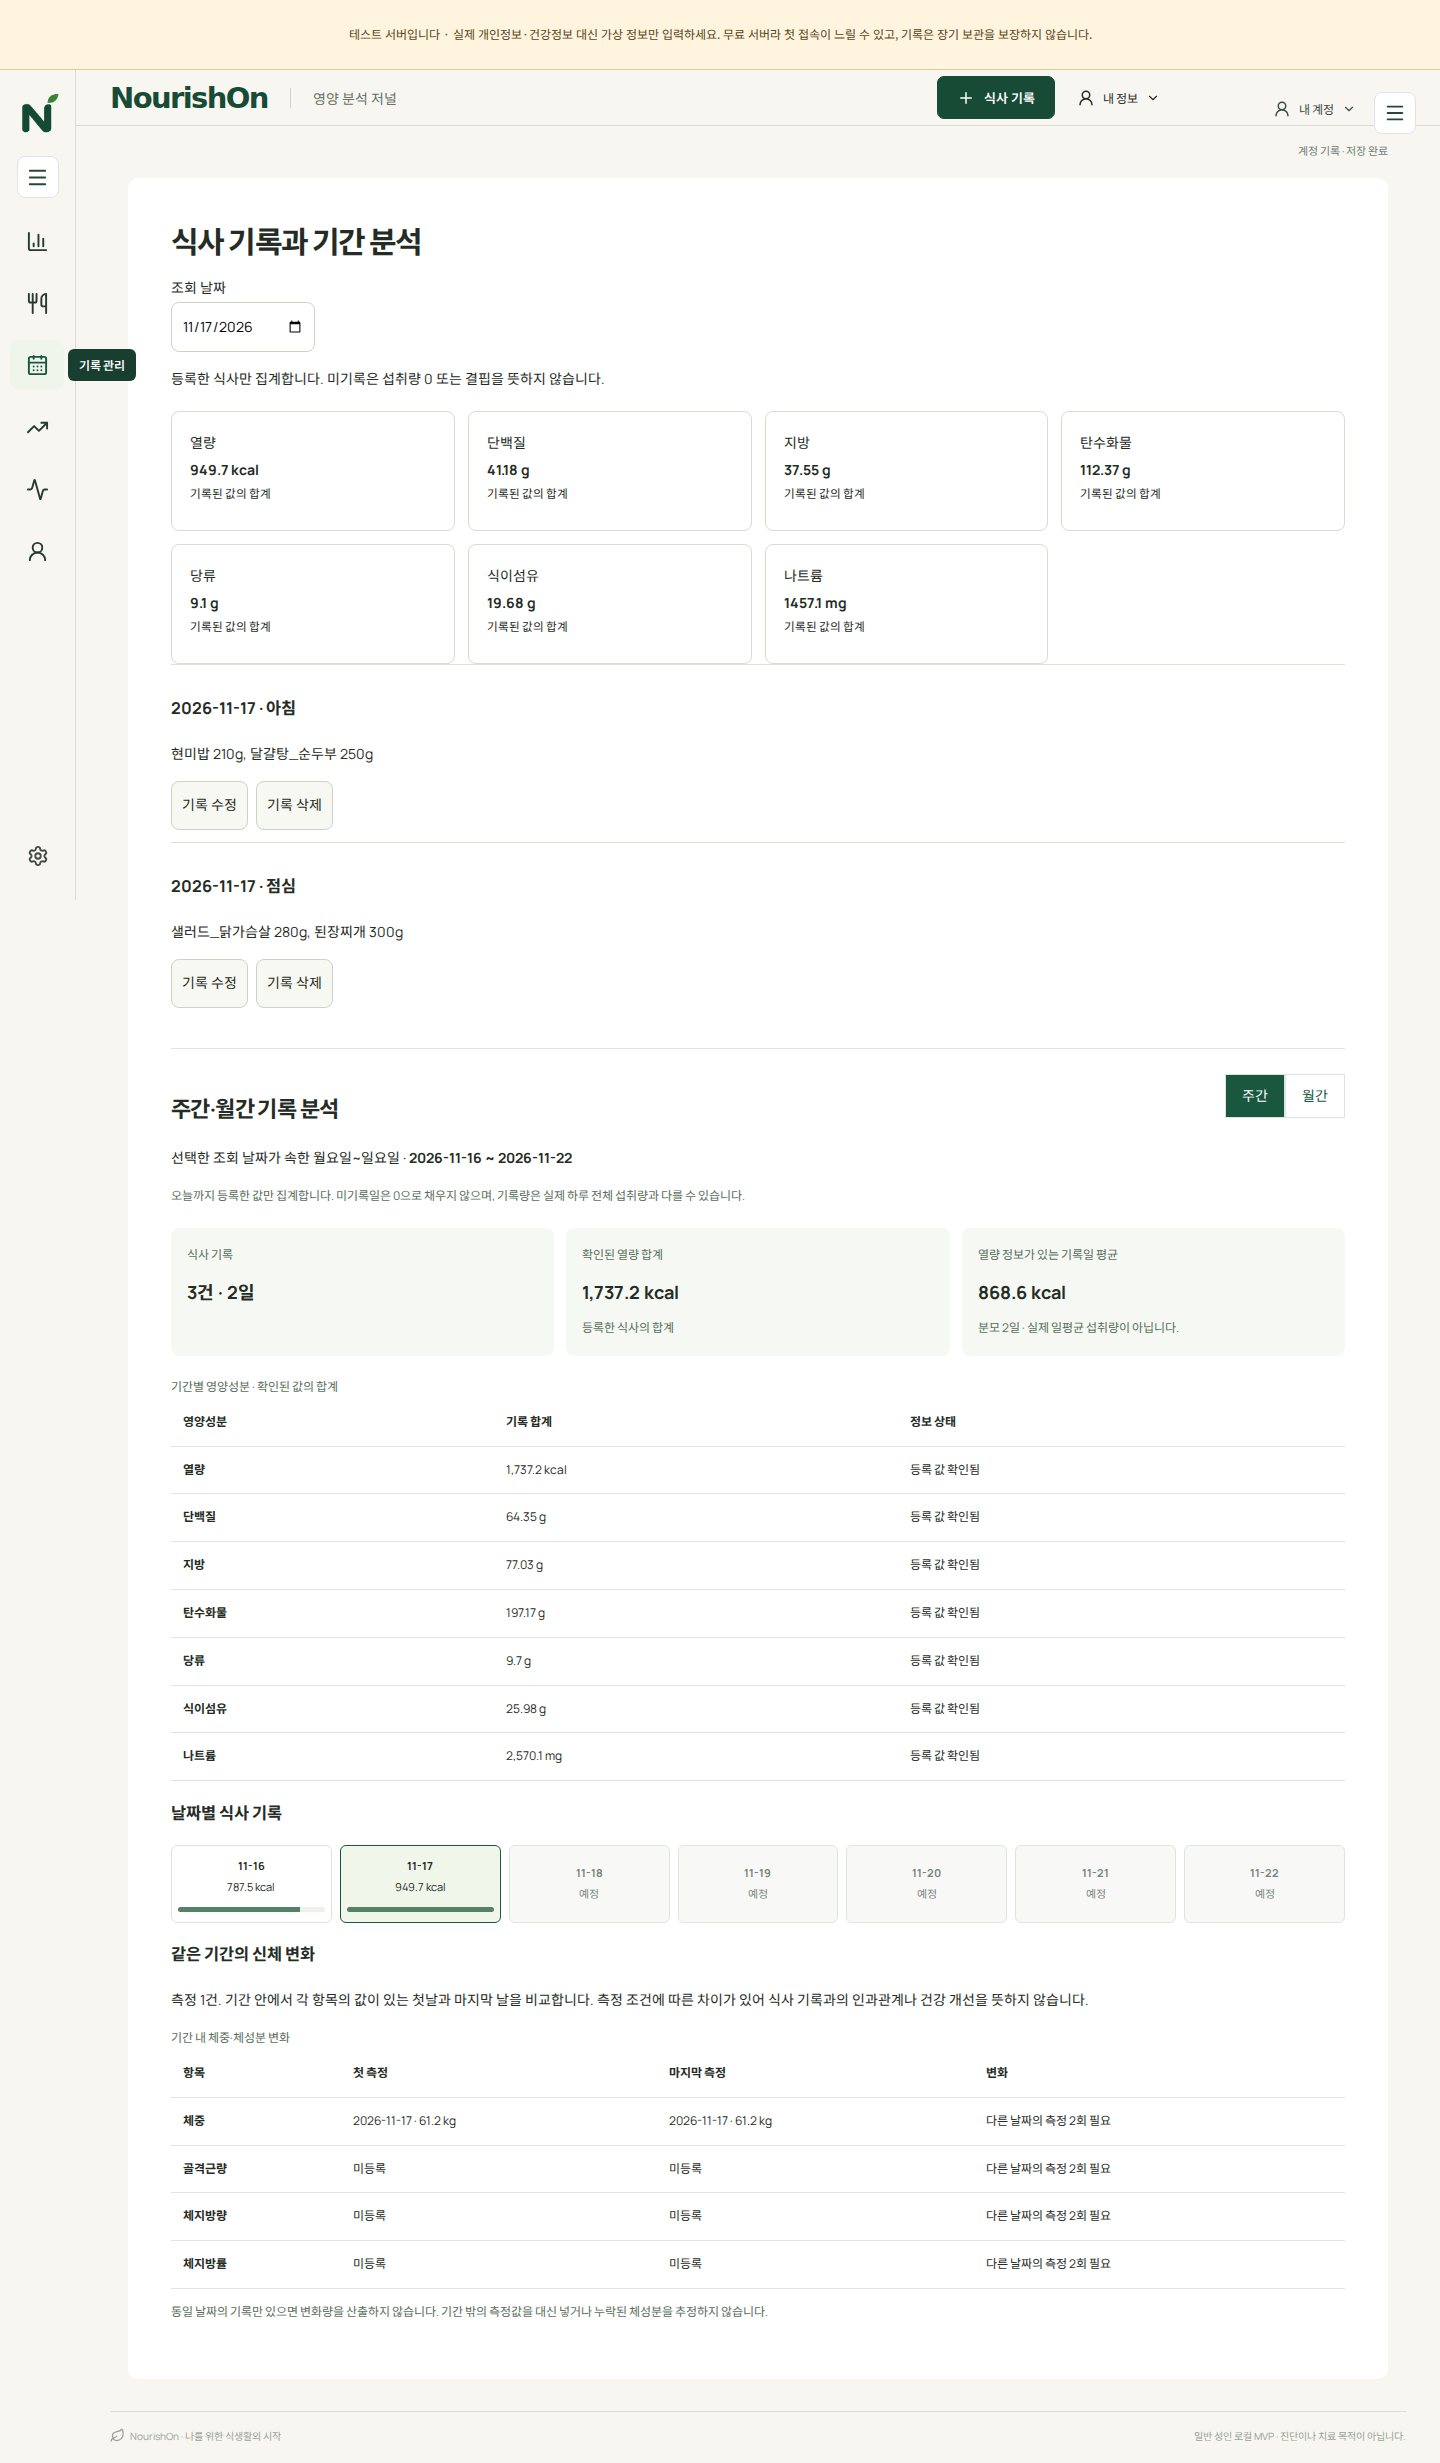 테스트 서버입니다 · 실제 개인정보·건강정보 대신 가상 정보만 입력하세요. 무료 서버라 첫 접속이 느릴 수 있고, 기록은 장기 보관을 보장하지 않습니다.
N
NourishOn
영양 분석 저널
식사 기록
내 정보
내 계정
계정 기록 · 저장 완료
기록 관리
식사 기록과 기간 분석
조회 날짜
11/17/2026
등록한 식사만 집계합니다. 미기록은 섭취량 0 또는 결핍을 뜻하지 않습니다.
열량
949.7 kcal
기록된 값의 합계
단백질
41.18 g
기록된 값의 합계
지방
37.55 g
기록된 값의 합계
탄수화물
112.37 g
기록된 값의 합계
당류
9.1 g
기록된 값의 합계
식이섬유
19.68 g
기록된 값의 합계
나트륨
1457.1 mg
기록된 값의 합계
2026-11-17 · 아침
현미밥 210g, 달걀탕_순두부 250g
기록 수정 기록 삭제
2026-11-17 · 점심
샐러드_닭가슴살 280g, 된장찌개 300g
기록 수정 기록 삭제
주간·월간 기록 분석
주간 월간
선택한 조회 날짜가 속한 월요일~일요일 · 2026-11-16 ~ 2026-11-22
오늘까지 등록한 값만 집계합니다. 미기록일은 0으로 채우지 않으며, 기록량은 실제 하루 전체 섭취량과 다를 수 있습니다.
식사 기록
3건 · 2일
확인된 열량 합계
1,737.2 kcal
등록한 식사의 합계
열량 정보가 있는 기록일 평균
868.6 kcal
분모 2일 · 실제 일평균 섭취량이 아닙니다.
기간별 영양성분 · 확인된 값의 합계
영양성분 기록 합계 정보 상태
열량 1,737.2 kcal 등록 값 확인됨
단백질 64.35 g 등록 값 확인됨
지방 77.03 g 등록 값 확인됨
탄수화물 197.17 g 등록 값 확인됨
당류 9.7 g 등록 값 확인됨
식이섬유 25.98 g 등록 값 확인됨
나트륨 2,570.1 mg 등록 값 확인됨
날짜별 식사 기록
11-16
787.5 kcal
11-17
949.7 kcal
11-18
예정
11-19
예정
11-20
예정
11-21
예정
11-22
예정
같은 기간의 신체 변화
측정 1건. 기간 안에서 각 항목의 값이 있는 첫날과 마지막 날을 비교합니다. 측정 조건에 따른 차이가 있어 식사 기록과의 인과관계나 건강 개선을 뜻하지 않습니다.
기간 내 체중·체성분 변화
항목 첫 측정 마지막 측정 변화
체중 2026-11-17 · 61.2 kg 2026-11-17 · 61.2 kg 다른 날짜의 측정 2회 필요
골격근량 미등록 미등록 다른 날짜의 측정 2회 필요
체지방량 미등록 미등록 다른 날짜의 측정 2회 필요
체지방률 미등록 미등록 다른 날짜의 측정 2회 필요
동일 날짜의 기록만 있으면 변화량을 산출하지 않습니다. 기간 밖의 측정값을 대신 넣거나 누락된 체성분을 추정하지 않습니다.
NourishOn · 나를 위한 식생활의 시작
일반 성인 로컬 MVP · 진단이나 치료 목적이 아닙니다.